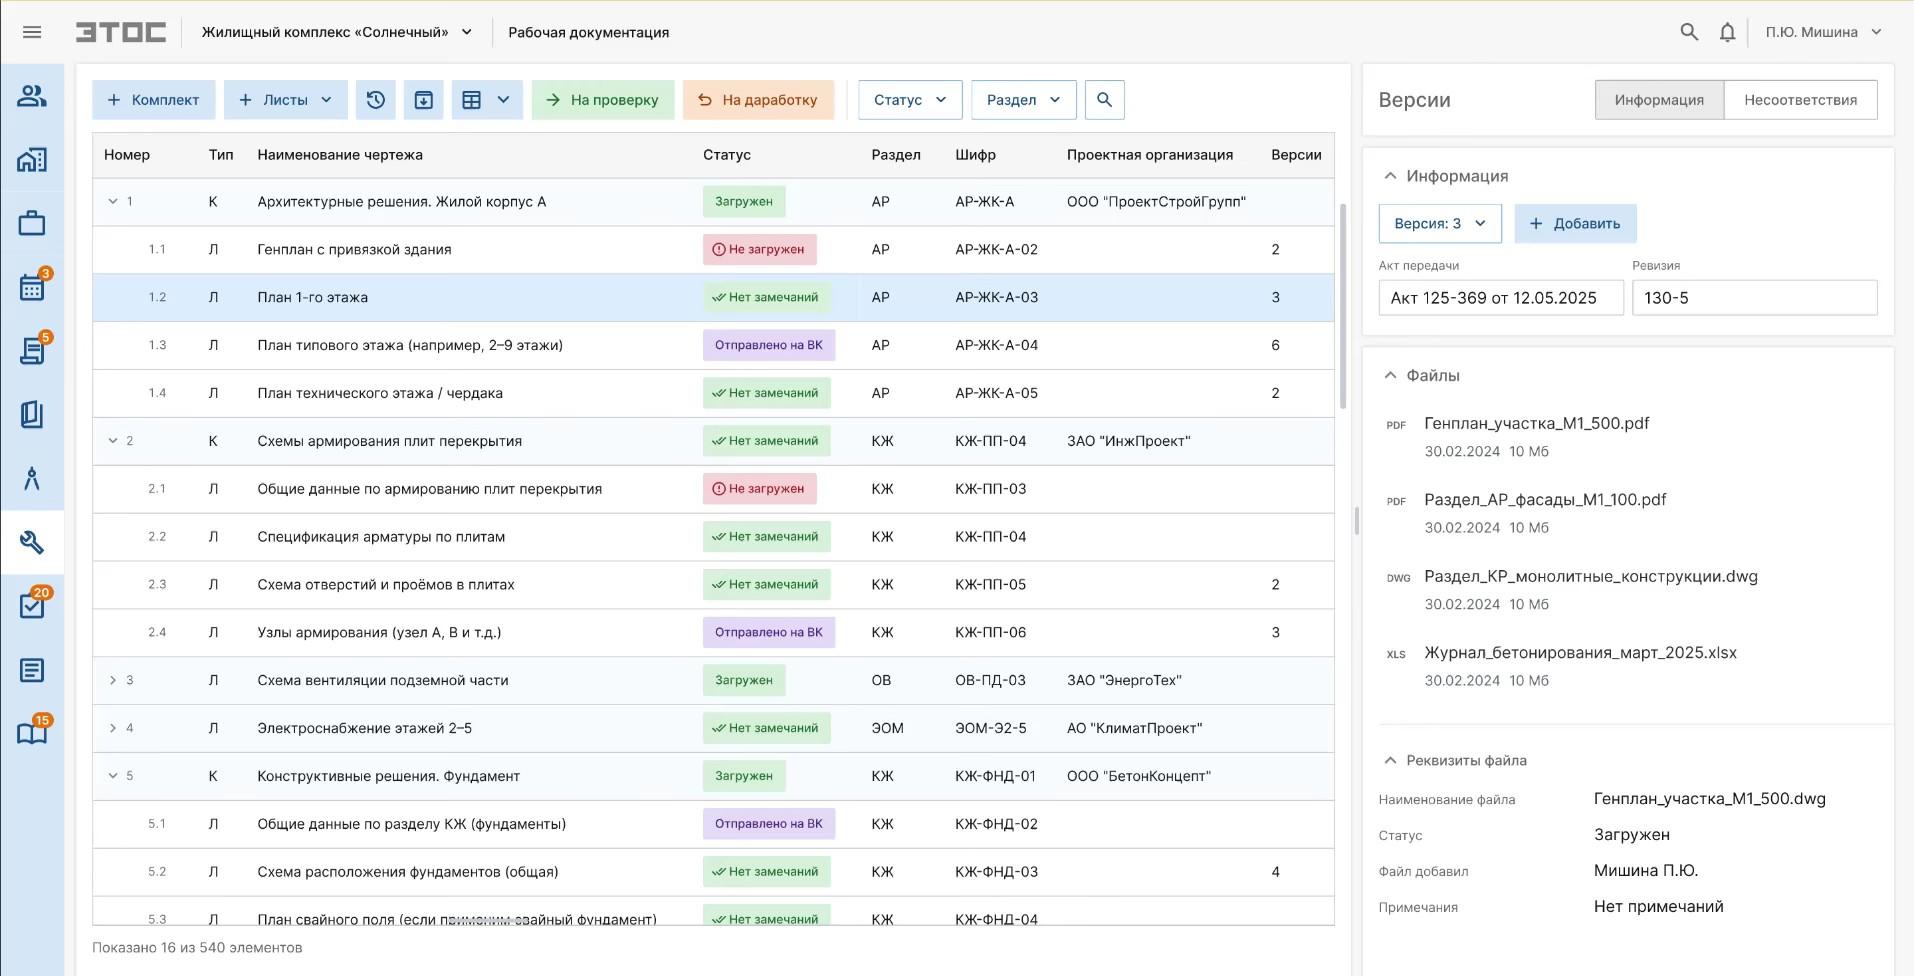 ЭТОС Жилищный комплекс «Солнечный» Рабочая документация П.Ю. Мишина
Комплект Листы На проверку На даработку Статус Раздел
Номер Тип Наименование чертежа Статус Раздел Шифр Проектная организация Версии
1 К Архитектурные решения. Жилой корпус А Загружен АР АР-ЖК-А ООО "ПроектСтройГрупп"
1.1 Л Генплан с привязкой здания Не загружен АР АР-ЖК-А-02 2
1.2 Л План 1-го этажа Нет замечаний АР АР-ЖК-А-03 3
3
1.3 Л План типового этажа (например, 2–9 этажи) Отправлено на ВК АР АР-ЖК-А-04 6
5
1.4 Л План технического этажа / чердака Нет замечаний АР АР-ЖК-А-05 2
2 К Схемы армирования плит перекрытия Нет замечаний КЖ КЖ-ПП-04 ЗАО "ИнжПроект"
2.1 Л Общие данные по армированию плит перекрытия Не загружен КЖ КЖ-ПП-03
2.2 Л Спецификация арматуры по плитам Нет замечаний КЖ КЖ-ПП-04
2.3 Л Схема отверстий и проёмов в плитах Нет замечаний КЖ КЖ-ПП-05 2
20
2.4 Л Узлы армирования (узел А, В и т.д.) Отправлено на ВК КЖ КЖ-ПП-06 3
3 Л Схема вентиляции подземной части Загружен ОВ ОВ-ПД-03 ЗАО "ЭнергоТех"
15
4 Л Электроснабжение этажей 2–5 Нет замечаний ЭОМ ЭОМ-Э2-5 АО "КлиматПроект"
5 К Конструктивные решения. Фундамент Загружен КЖ КЖ-ФНД-01 ООО "БетонКонцепт"
5.1 Л Общие данные по разделу КЖ (фундаменты) Отправлено на ВК КЖ КЖ-ФНД-02
5.2 Л Схема расположения фундаментов (общая) Нет замечаний КЖ КЖ-ФНД-03 4
5.3 Л План свайного поля (если свайный фундамент) Нет замечаний КЖ КЖ-ФНД-04
Показано 16 из 540 элементов
Версии Информация Несоответствия
Информация
Версия: 3 Добавить
Акт передачи Ревизия
Акт 125-369 от 12.05.2025 130-5
Файлы
PDF Генплан_участка_М1_500.pdf
30.02.2024 10 Мб
PDF Раздел_АР_фасады_М1_100.pdf
30.02.2024 10 Мб
DWG Раздел_КР_монолитные_конструкции.dwg
30.02.2024 10 Мб
XLS Журнал_бетонирования_март_2025.xlsx
30.02.2024 10 Мб
Реквизиты файла
Наименование файла Генплан_участка_М1_500.dwg
Статус Загружен
Файл добавил Мишина П.Ю.
Примечания Нет примечаний